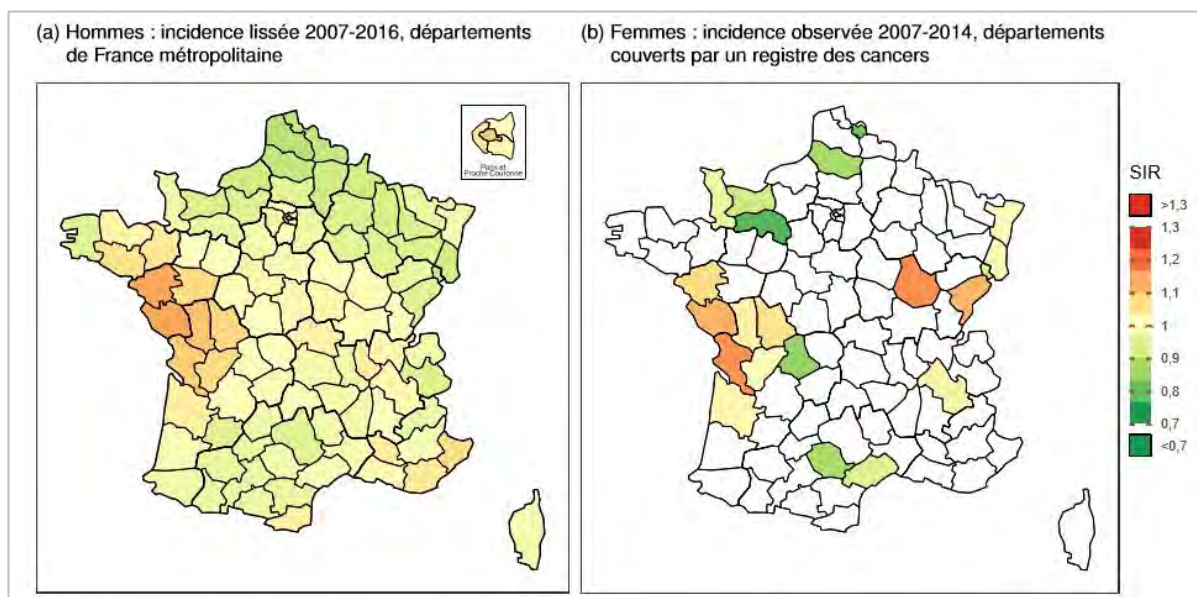 (a) Hommes : incidence lissée 2007-2016, départements
de France métropolitaine
(b) Femmes : incidence observée 2007-2014, départements
couverts par un registre des cancers
Paris et
Proche Couronne
SIR
>1,3
1,3
1,2
1,1
1
0,9
0,8
0,7
<0,7